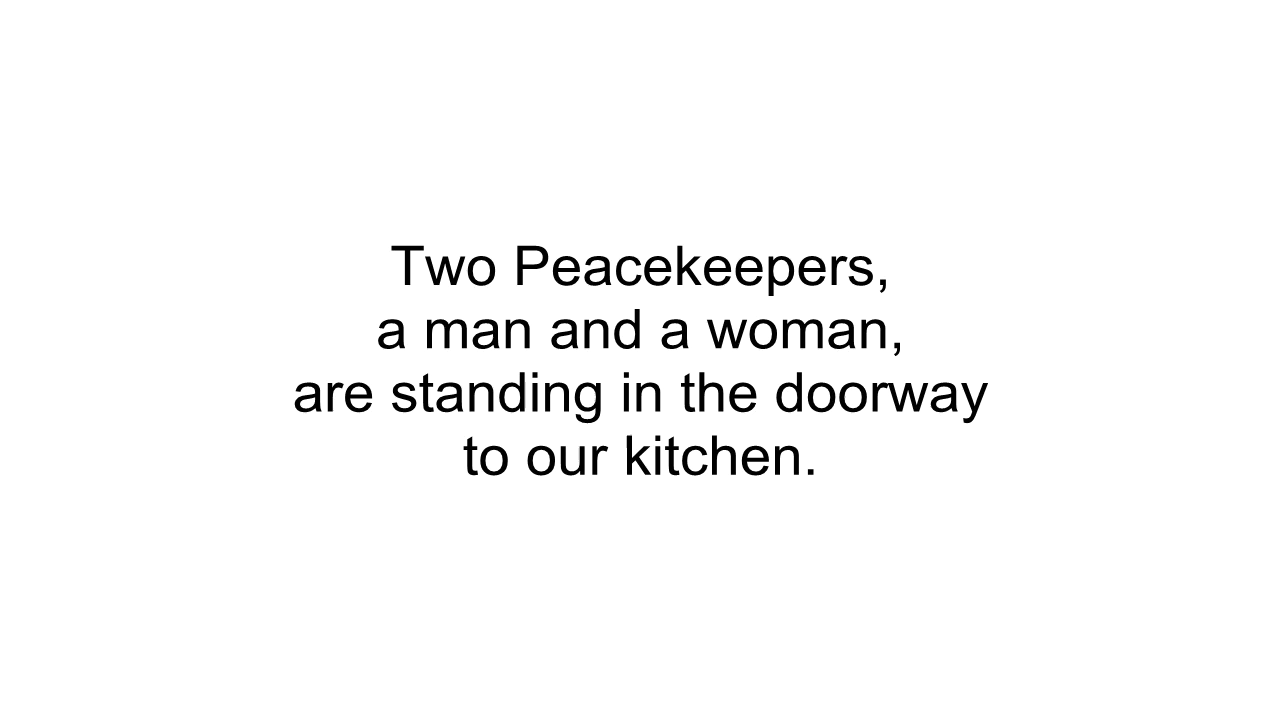 Two Peacekeepers,
a man and a woman,
are standing in the doorway
to our kitchen.